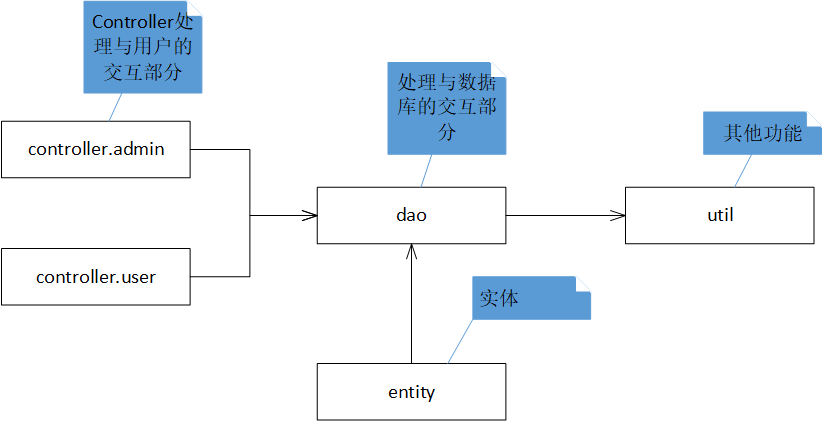 Controller处
理与用户的
交互部分
处理与数据
库的交互部
分
其他功能
controller.admin
dao
util
controller.user
实体
entity